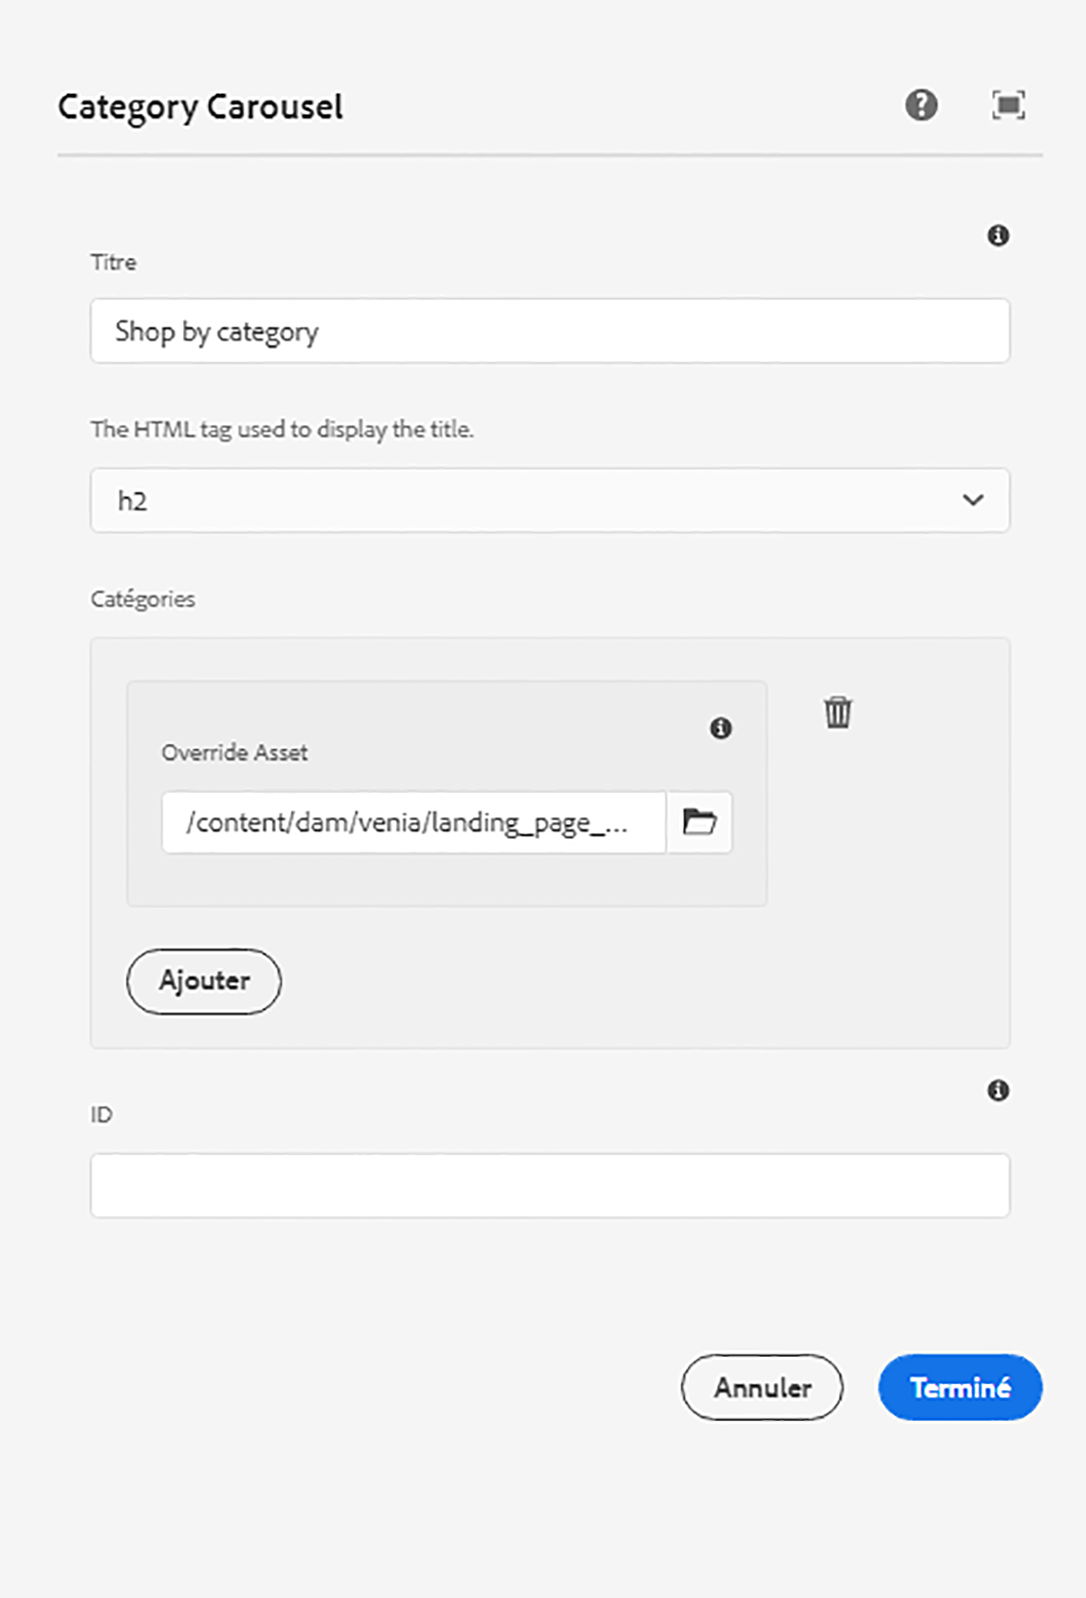 Category Carousel
Titre
Shop by category
The HTML tag used to display the title.
h2
Catégories
Override Asset
/content/dam/venia/landing_page_...
Ajouter
ID
Annuler
Terminé